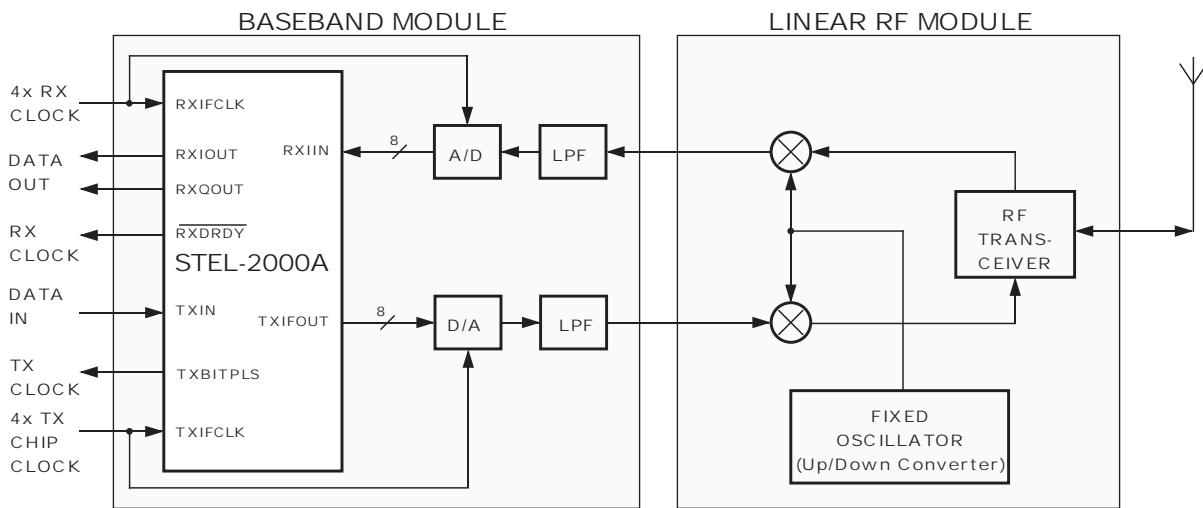 BASEBAND MODULE
LINEAR RF MODULE
4x RX
CLOCK
DATA
OUT
RX
CLOCK
DATA
IN
TX
CLOCK
4x TX
CHIP
CLOCK
RXIFCLK
RXIOUT
RXQOUT
RXDRDY
STEL-2000A
TXIN
TXBITPLS
TXIFCLK
RXIIN
TXIFOUT
8
A/D
LPF
8
D/A
LPF
RF
TRANS-
CEIVER
FIXED
OSCILLATOR
(Up/Down Converter)